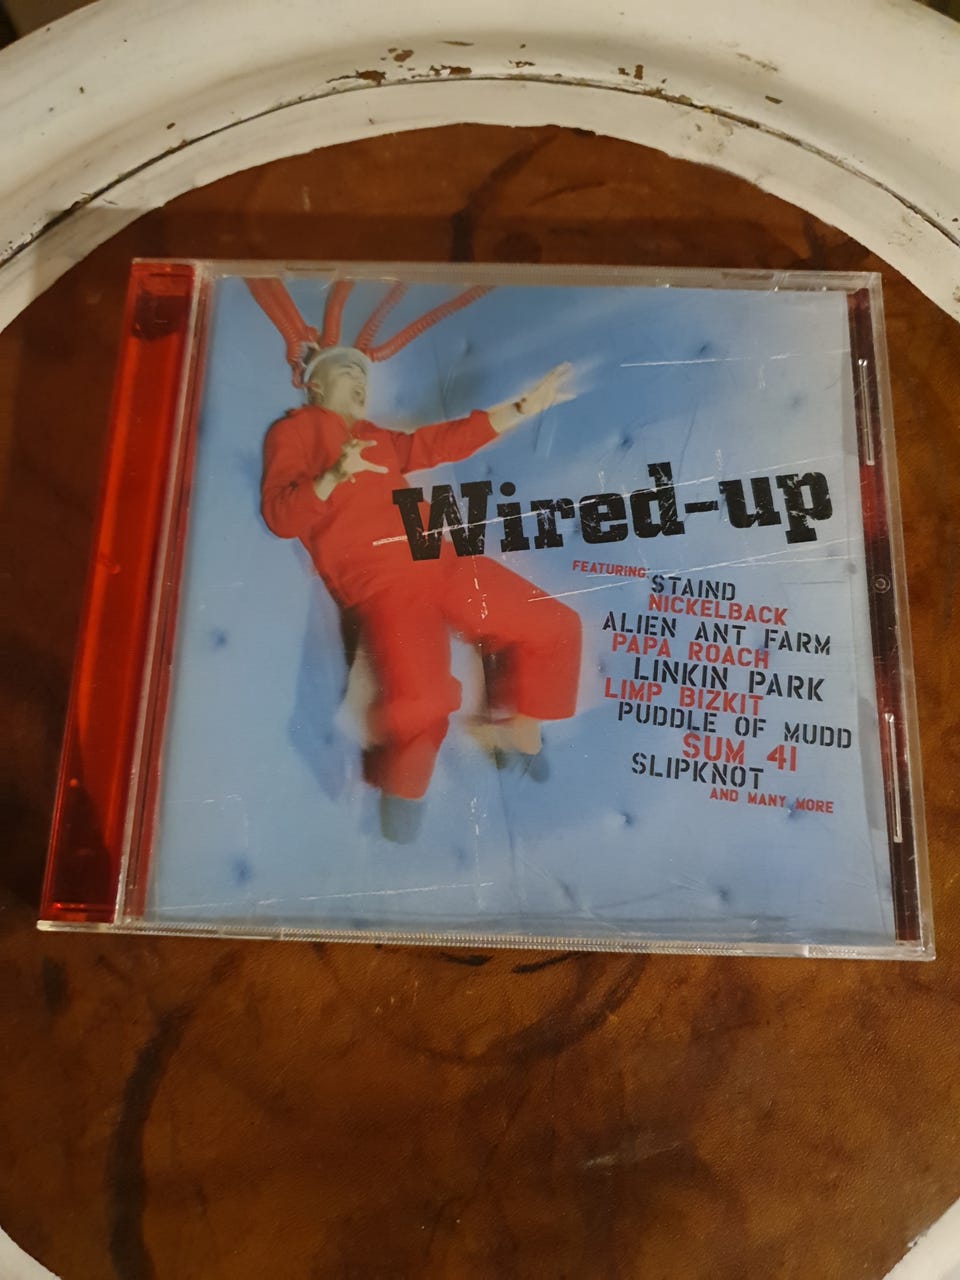 Wired-up
FEATURING:
STAIND
NICKELBACK
ALIEN ANT FARM
PAPA ROACH
LINKIN PARK
LIMP BIZKIT
PUDDLE OF MUDD
SUM 41
SLIPKNOT
AND MANY MORE